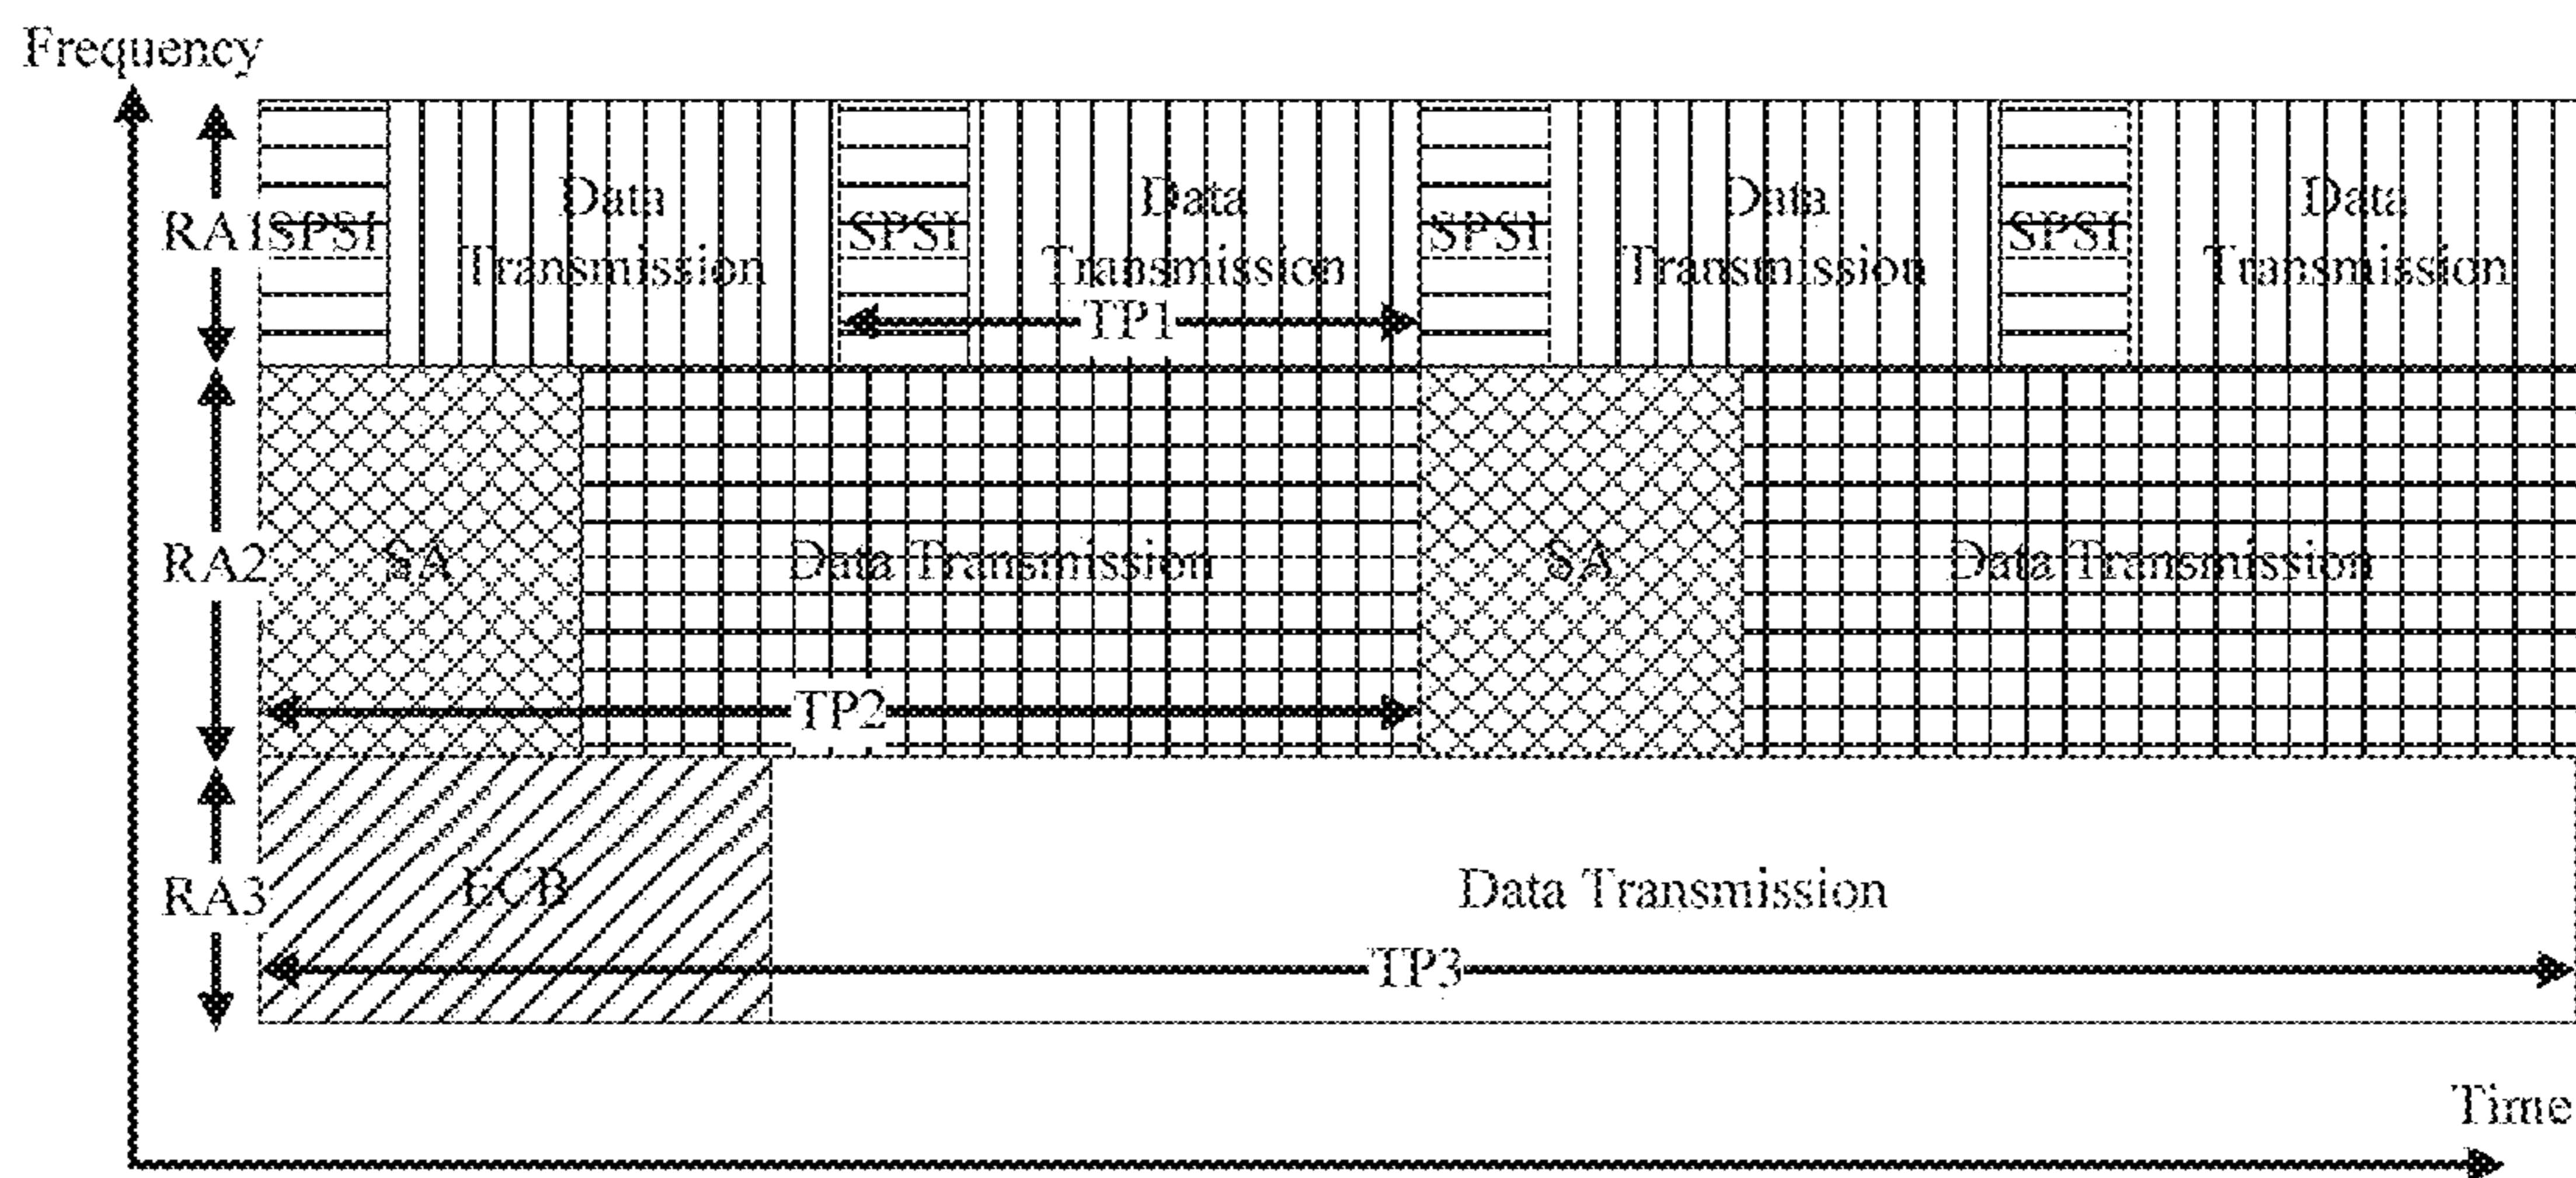 Frequency
RA1
SPSI
Data
Transmission
SPSI
Data
Transmission
SPSI
Data
Transmission
SPSI
Data
Transmission
TP1
RA2
SA
Data Transmission
SA
Data Transmission
TP2
RA3
ECB
Data Transmission
TP3
Time